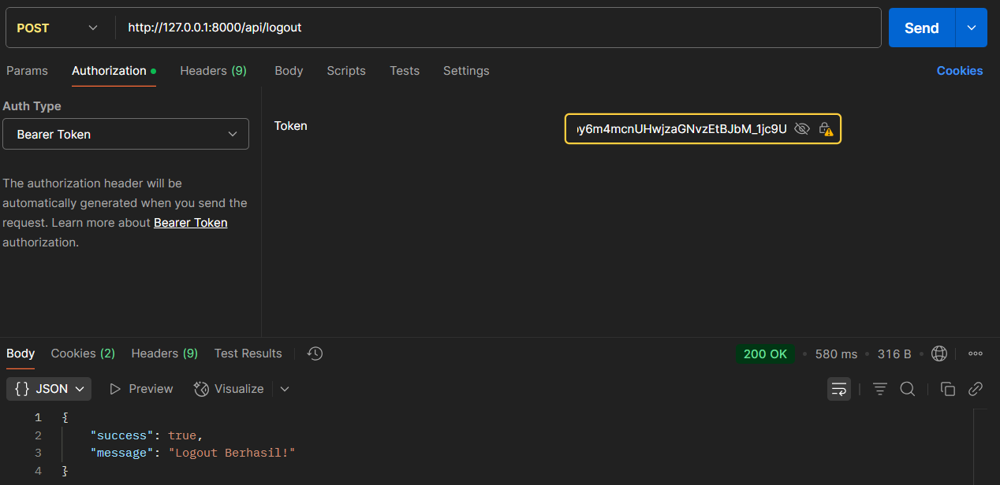 POST http://127.0.0.1:8000/api/logout Send
Params Authorization Headers (9) Body Scripts Tests Settings Cookies
Auth Type
Bearer Token
Token y6m4mcnUHwjzaGNvzEtBJbM_1jc9U
The authorization header will be
automatically generated when you send the
request. Learn more about Bearer Token
authorization.
Body Cookies (2) Headers (9) Test Results 200 OK 580 ms 316 B
{} JSON Preview Visualize
1 {
2 "success": true,
3 "message": "Logout Berhasil!"
4 }